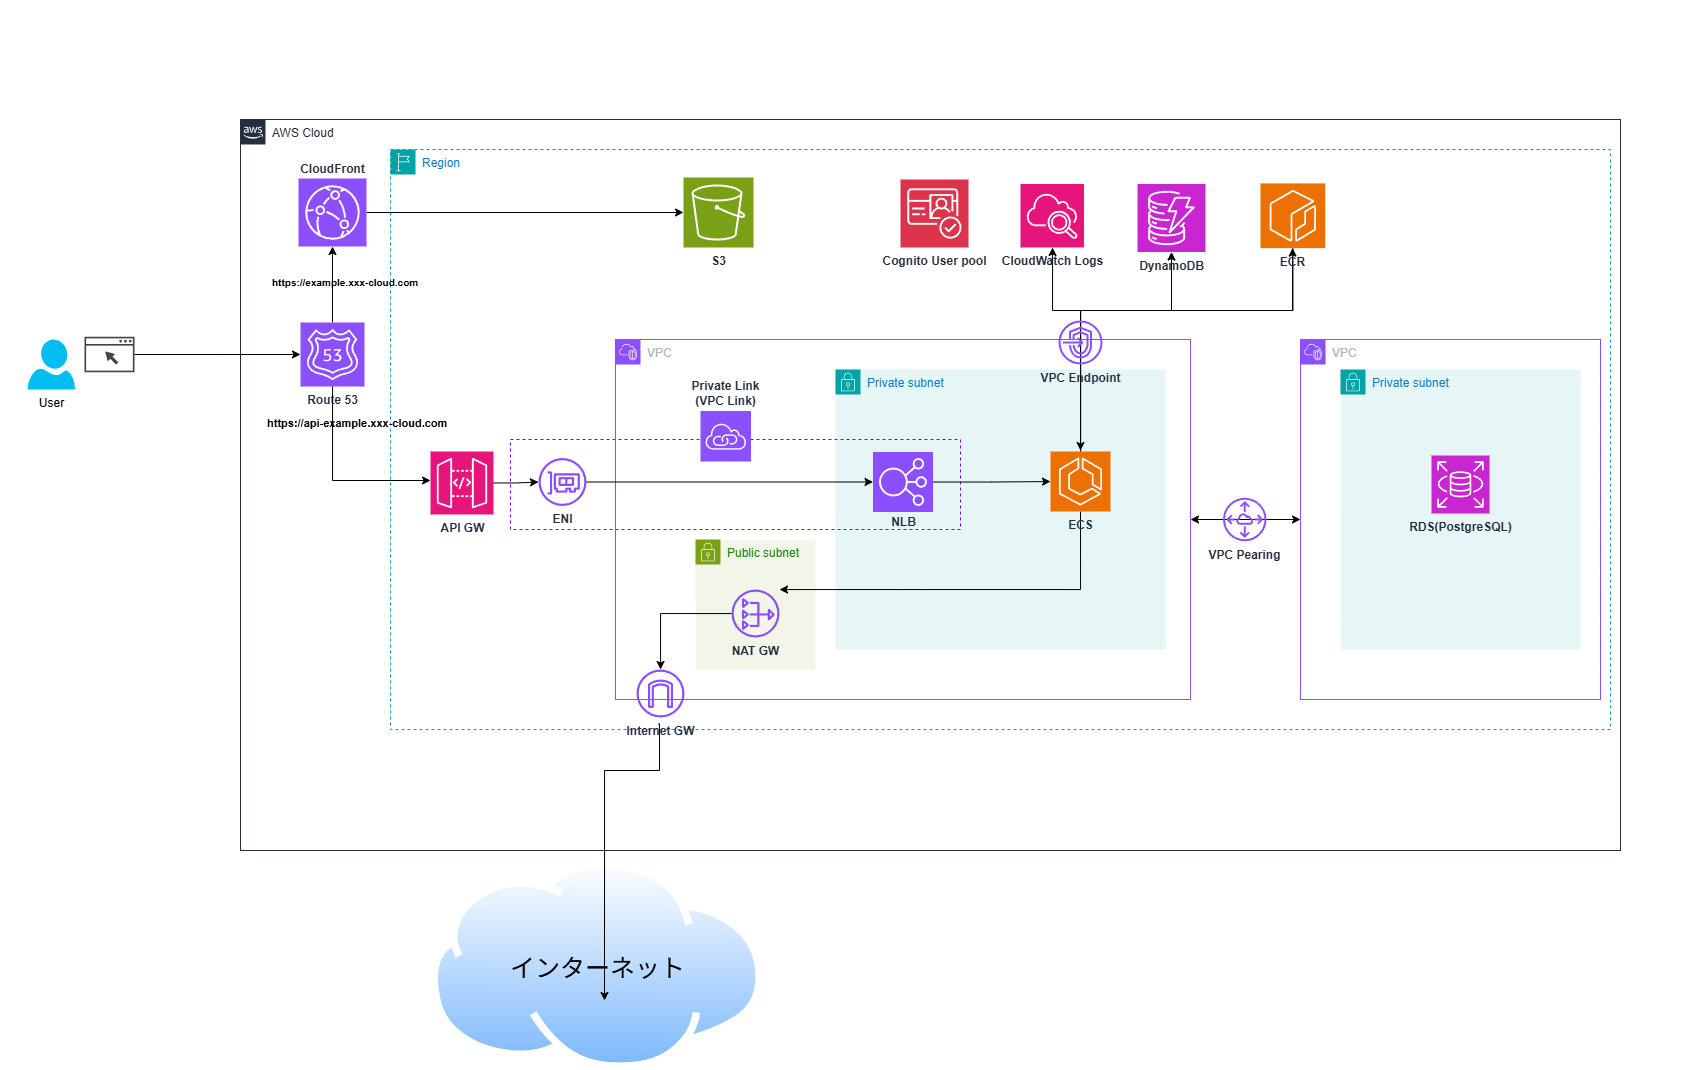 aws
AWS Cloud
Region
CloudFront
S3
Cognito User pool
CloudWatch Logs
DynamoDB
ECR
https://example.xxx-cloud.com
53
Route 53
User
https://api-example.xxx-cloud.com
VPC
VPC
Private Link
(VPC Link)
Private subnet
VPC Endpoint
Private subnet
</>
API GW
ENI
NLB
ECS
VPC Pearing
RDS(PostgreSQL)
Public subnet
NAT GW
Internet GW
インターネット